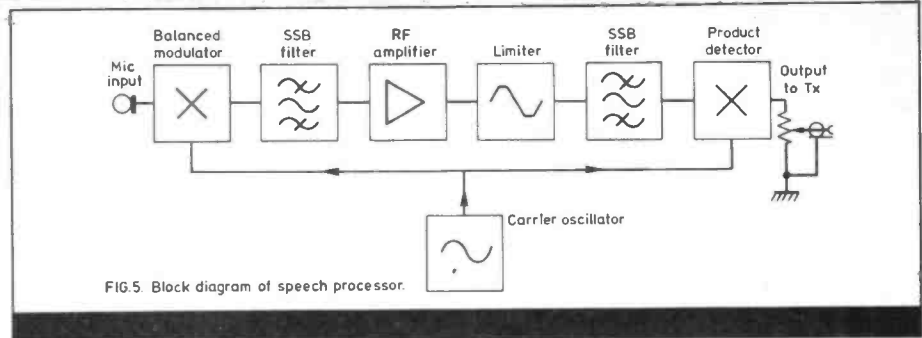 Balanced
modulator
SSB
filter
RF
amplifier
Limiter
SSB
filter
Product
detector
Mic
input
Output
to Tx
Carrier oscillator
FIG.5. Block diagram of speech processor.